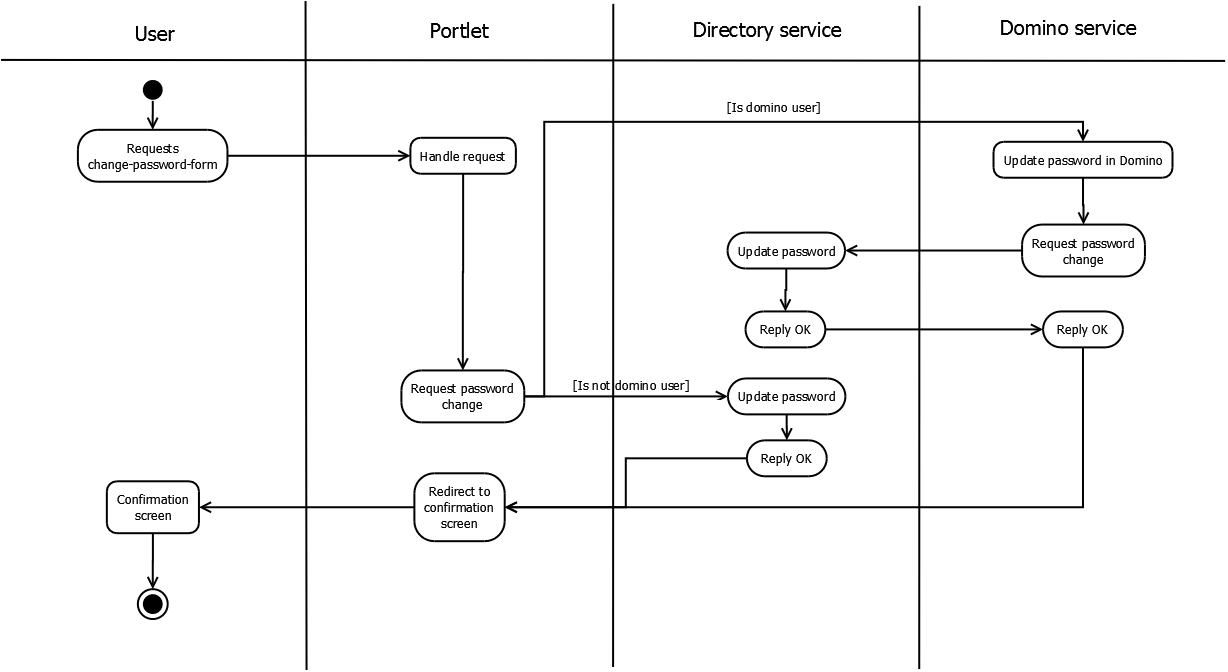 User
Portlet
Directory service
Domino service
[Is domino user]
Requests
change-password-form
Handle request
Update password in Domino
Update password
Request password
change
Reply OK
Reply OK
Request password
change
[Is not domino user]
Update password
Reply OK
Confirmation
screen
Redirect to
confirmation
screen